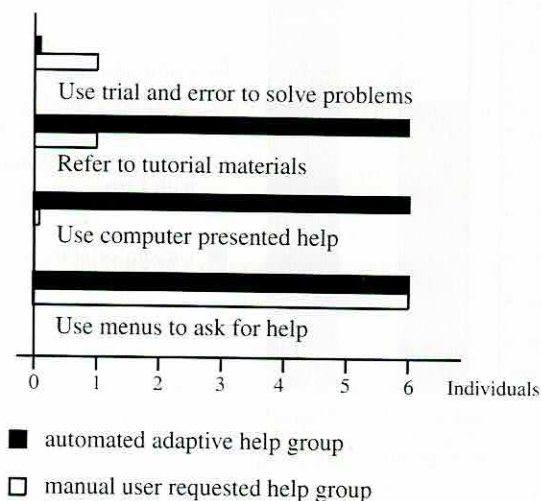 Use trial and error to solve problems
Refer to tutorial materials
Use computer presented help
Use menus to ask for help
0 1 2 3 4 5 6 Individuals
automated adaptive help group
manual user requested help group